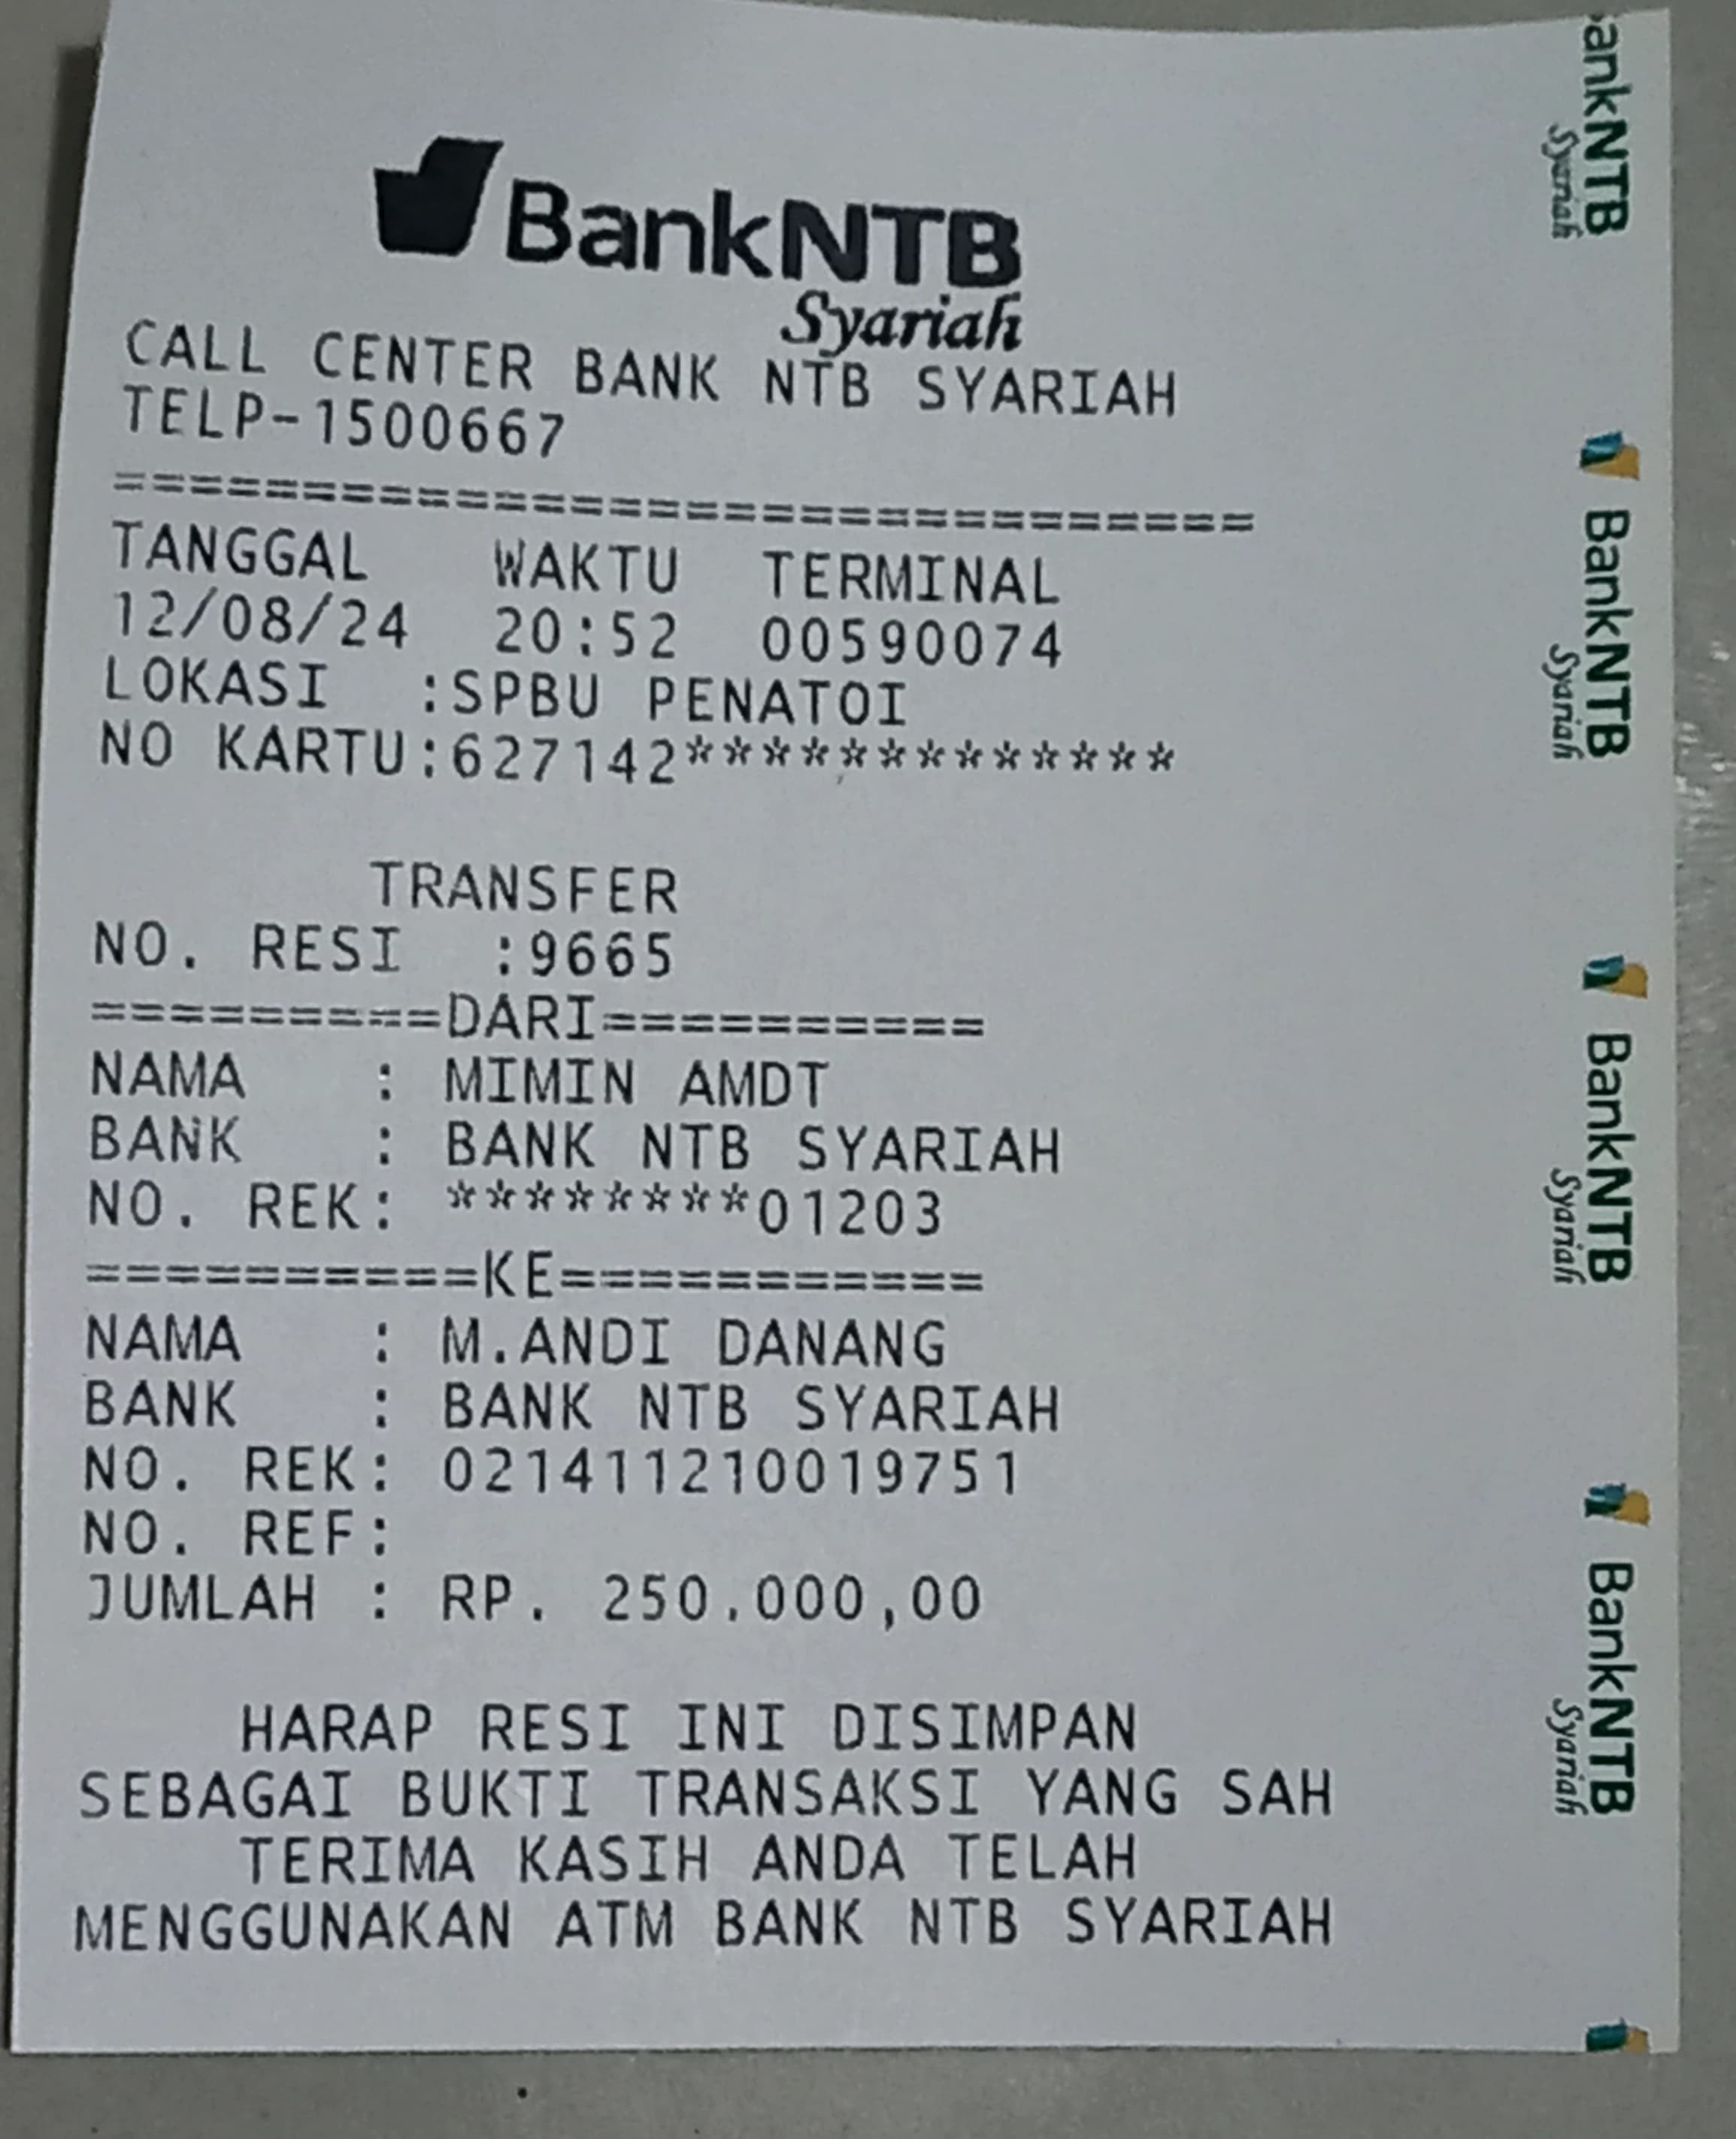 BankNTB
Syariah
CALL CENTER BANK NTB SYARIAH
TELP-1500667
==============================
TANGGAL WAKTU TERMINAL
12/08/24 20:52 00590074
LOKASI :SPBU PENATOI
NO KARTU:627142*************
TRANSFER
NO. RESI :9665
=========DARI==========
NAMA : MIMIN AMDT
BANK : BANK NTB SYARIAH
NO. REK: ********01203
==========KE===========
NAMA : M.ANDI DANANG
BANK : BANK NTB SYARIAH
NO. REK: 021411210019751
NO. REF:
JUMLAH : RP. 250.000,00
HARAP RESI INI DISIMPAN
SEBAGAI BUKTI TRANSAKSI YANG SAH
TERIMA KASIH ANDA TELAH
MENGGUNAKAN ATM BANK NTB SYARIAH
ankNTB
Syariah
BankNTB
Syariah
BankNTB
Syariah
BankNTB
Syariah